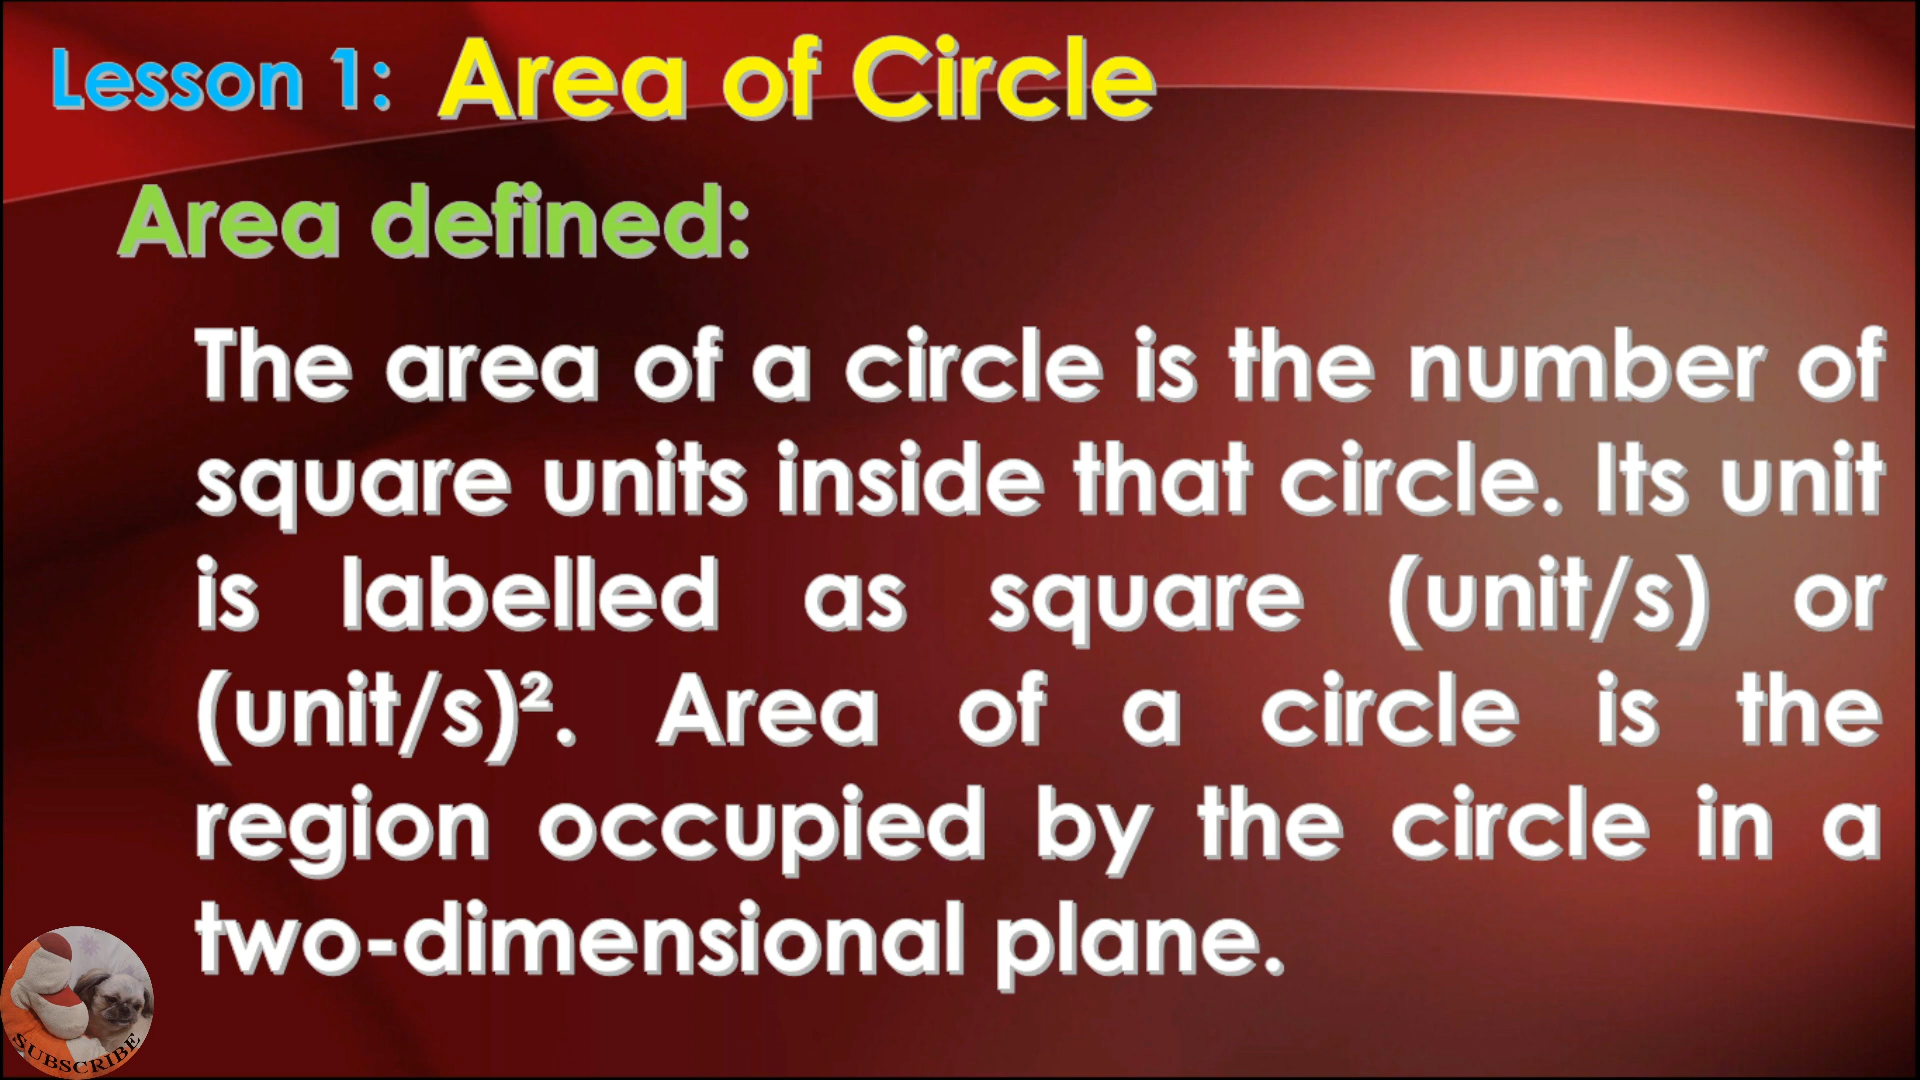 Lesson 1: Area of Circle
Area defined:
The area of a circle is the number of
square units inside that circle. Its unit
is labelled as square (unit/s) or
(unit/s)². Area of a circle is the
region occupied by the circle in a
two-dimensional plane.
SUBSCRIBE